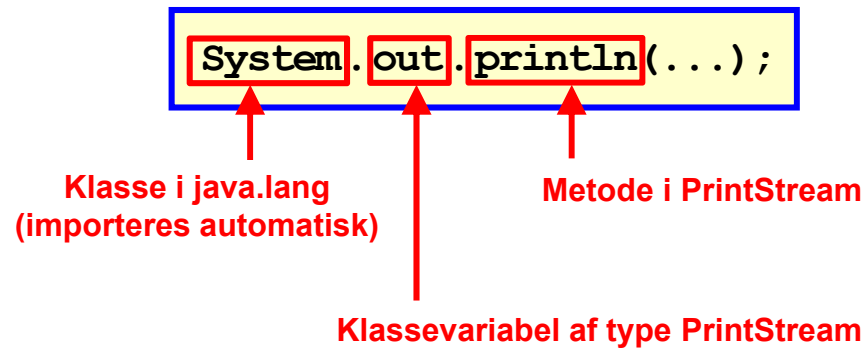 System.out.println(...);
Klasse i java.lang
(importeres automatisk)
Metode i PrintStream
Klassevariabel af type PrintStream